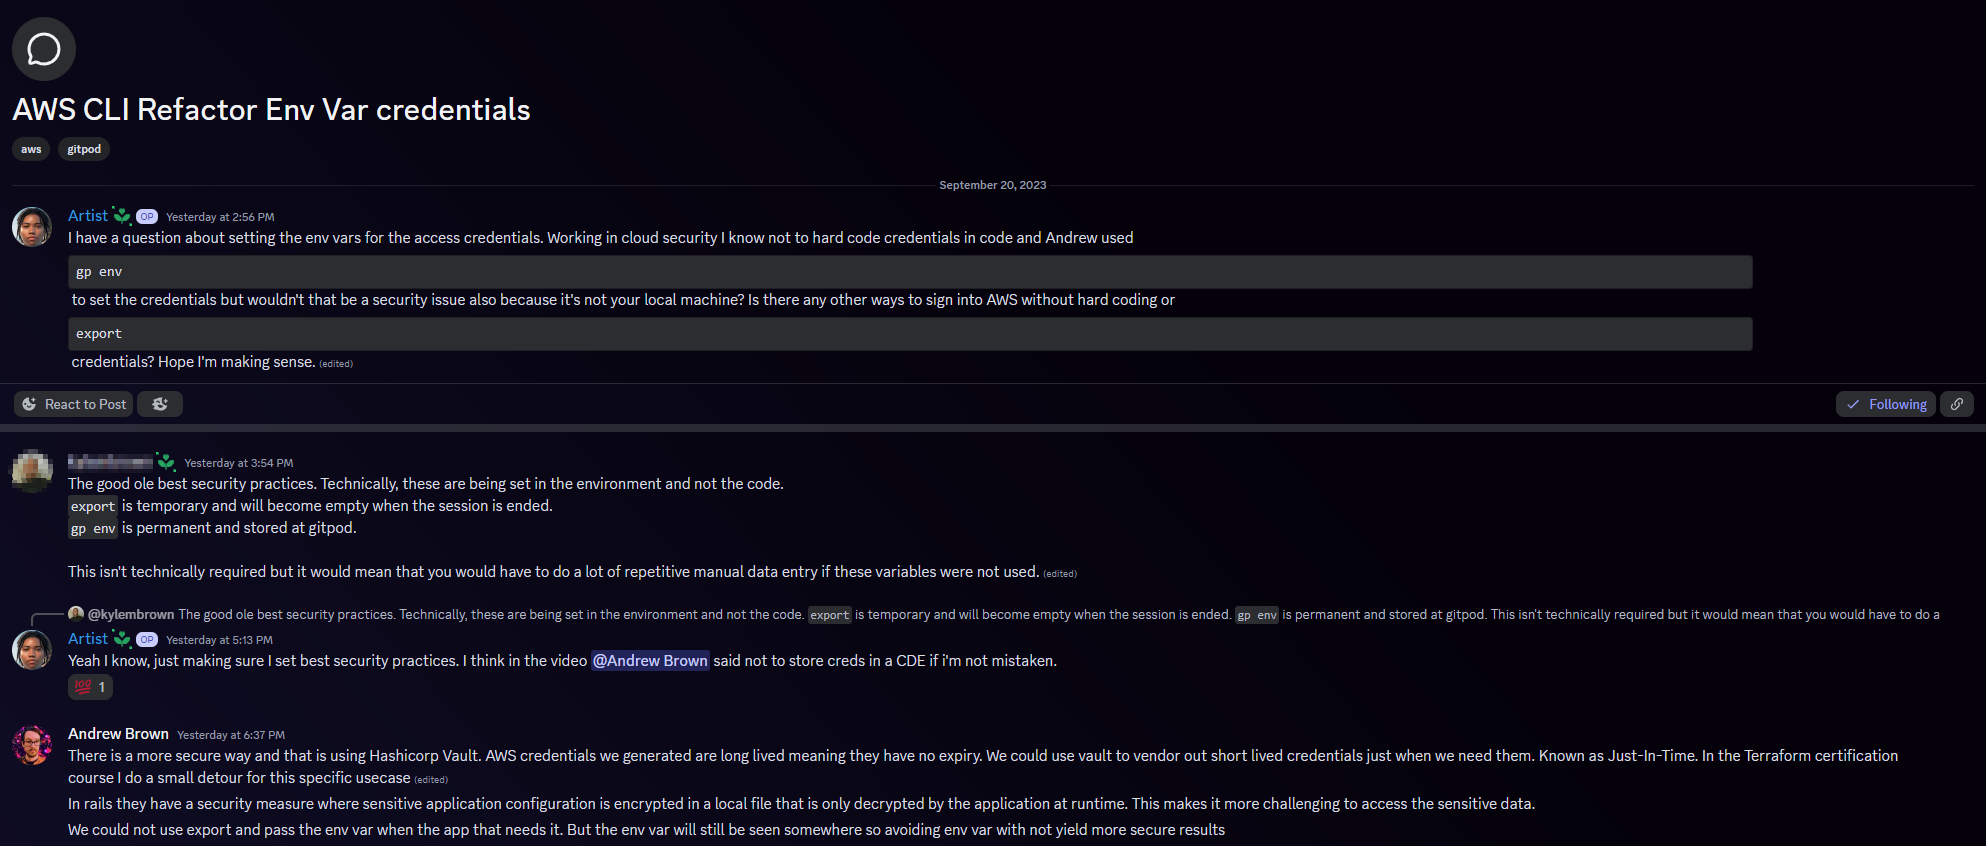 AWS CLI Refactor Env Var credentials
aws gitpod
September 20, 2023
Artist OP Yesterday at 2:56 PM
I have a question about setting the env vars for the access credentials. Working in cloud security I know not to hard code credentials in code and Andrew used
gp env
to set the credentials but wouldn't that be a security issue also because it's not your local machine? Is there any other ways to sign into AWS without hard coding or
export
credentials? Hope I'm making sense. (edited)
React to Post
Following
Yesterday at 3:54 PM
The good ole best security practices. Technically, these are being set in the environment and not the code.
export is temporary and will become empty when the session is ended.
gp env is permanent and stored at gitpod.
This isn't technically required but it would mean that you would have to do a lot of repetitive manual data entry if these variables were not used. (edited)
@kylembrown The good ole best security practices. Technically, these are being set in the environment and not the code. export is temporary and will become empty when the session is ended. gp env is permanent and stored at gitpod. This isn't technically required but it would mean that you would have to do a
Artist OP Yesterday at 5:13 PM
Yeah I know, just making sure I set best security practices. I think in the video @Andrew Brown said not to store creds in a CDE if i'm not mistaken.
100 1
Andrew Brown Yesterday at 6:37 PM
There is a more secure way and that is using Hashicorp Vault. AWS credentials we generated are long lived meaning they have no expiry. We could use vault to vendor out short lived credentials just when we need them. Known as Just-In-Time. In the Terraform certification
course I do a small detour for this specific usecase (edited)
In rails they have a security measure where sensitive application configuration is encrypted in a local file that is only decrypted by the application at runtime. This makes it more challenging to access the sensitive data.
We could not use export and pass the env var when the app that needs it. But the env var will still be seen somewhere so avoiding env var with not yield more secure results